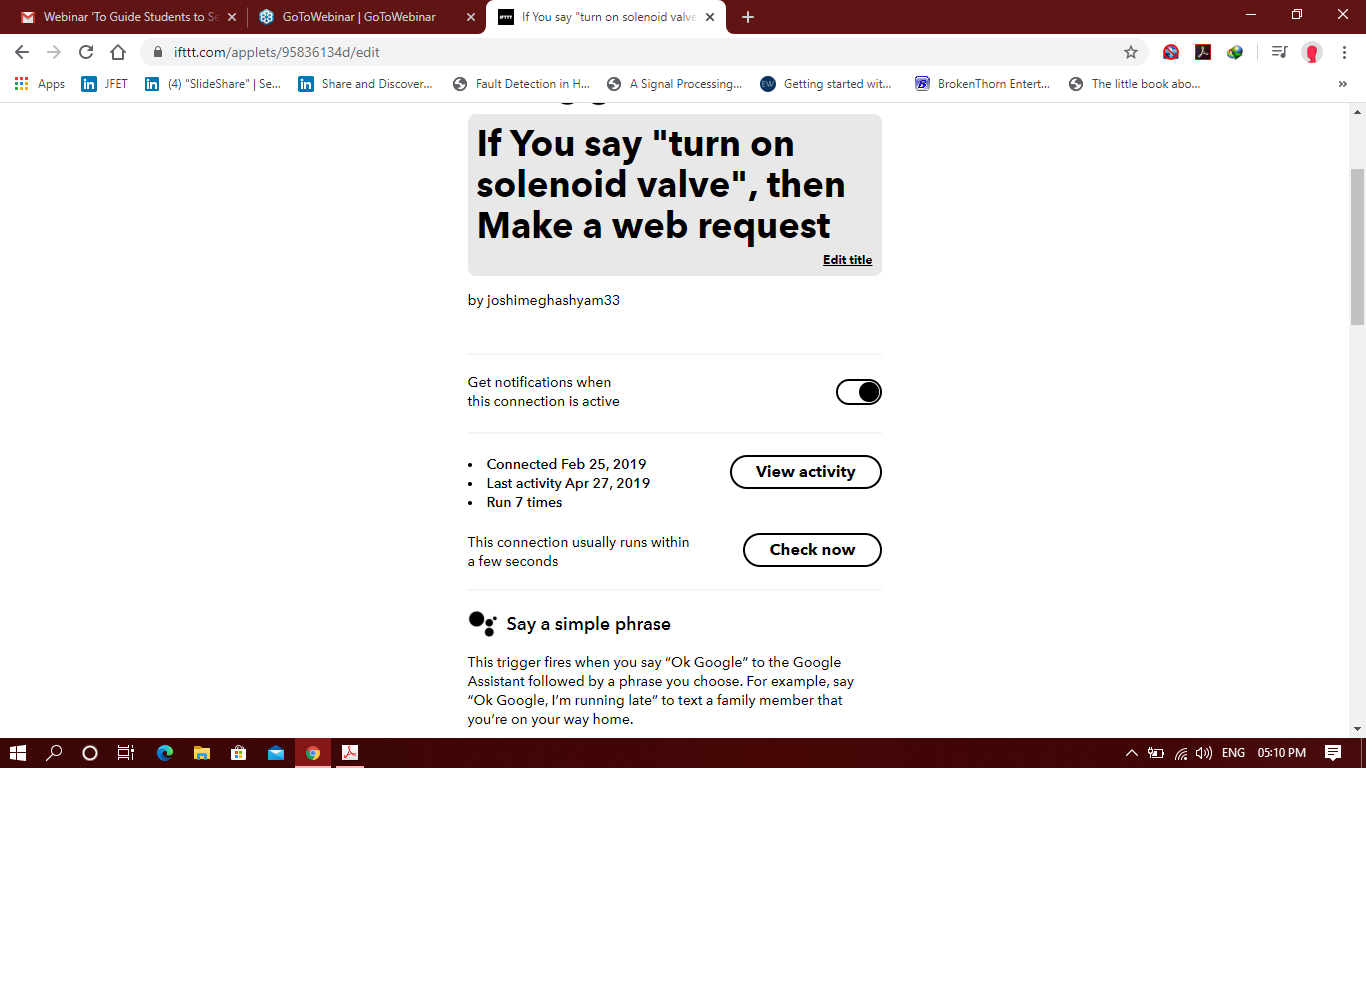 Webinar 'To Guide Students to Se
GoToWebinar | GoToWebinar
IFTTT
If You say "turn on solenoid valve
ifttt.com/applets/95836134d/edit
Apps
in JFET
in (4) "SlideShare" | Se...
in Share and Discover...
Fault Detection in H...
A Signal Processing...
EW Getting started wit...
B BrokenThorn Entert...
The little book abo...
»
If You say "turn on
solenoid valve", then
Make a web request
Edit title
by joshimeghashyam33
Get notifications when
this connection is active
• Connected Feb 25, 2019
• Last activity Apr 27, 2019
• Run 7 times
View activity
This connection usually runs within
a few seconds
Check now
Say a simple phrase
This trigger fires when you say “Ok Google” to the Google
Assistant followed by a phrase you choose. For example, say
“Ok Google, I’m running late” to text a family member that
you’re on your way home.
ENG 05:10 PM